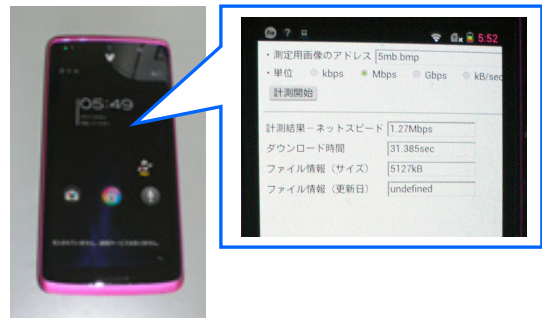 05:49
5:52
・測定用画像のアドレス 5mb.bmp
・単位 kbps Mbps Gbps kB/sec
計測開始
計測結果－ネットスピード 1.27Mbps
ダウンロード時間 31.385sec
ファイル情報（サイズ） 5127kB
ファイル情報（更新日） undefined